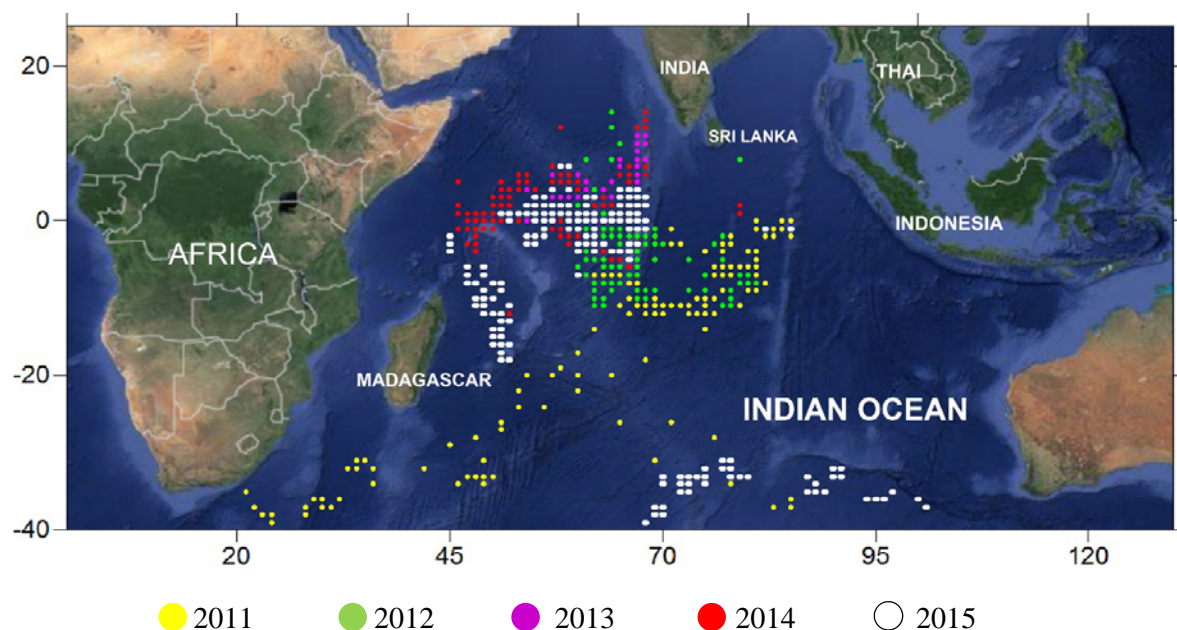 20
INDIA
THAI
SRI LANKA
0
INDONESIA
AFRICA
-20
MADAGASCAR
INDIAN OCEAN
-40
20 45 70 95 120
2011 2012 2013 2014 2015